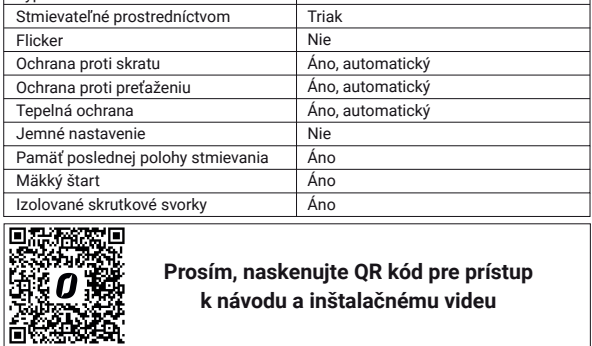 Stmievateľné prostredníctvom Triak
Flicker Nie
Ochrana proti skratu Áno, automatický
Ochrana proti preťaženiu Áno, automatický
Tepelná ochrana Áno, automatický
Jemné nastavenie Nie
Pamäť poslednej polohy stmievania Áno
Mäkký štart Áno
Izolované skrutkové svorky Áno
Prosím, naskenujte QR kód pre prístup
k návodu a inštalačnému videu